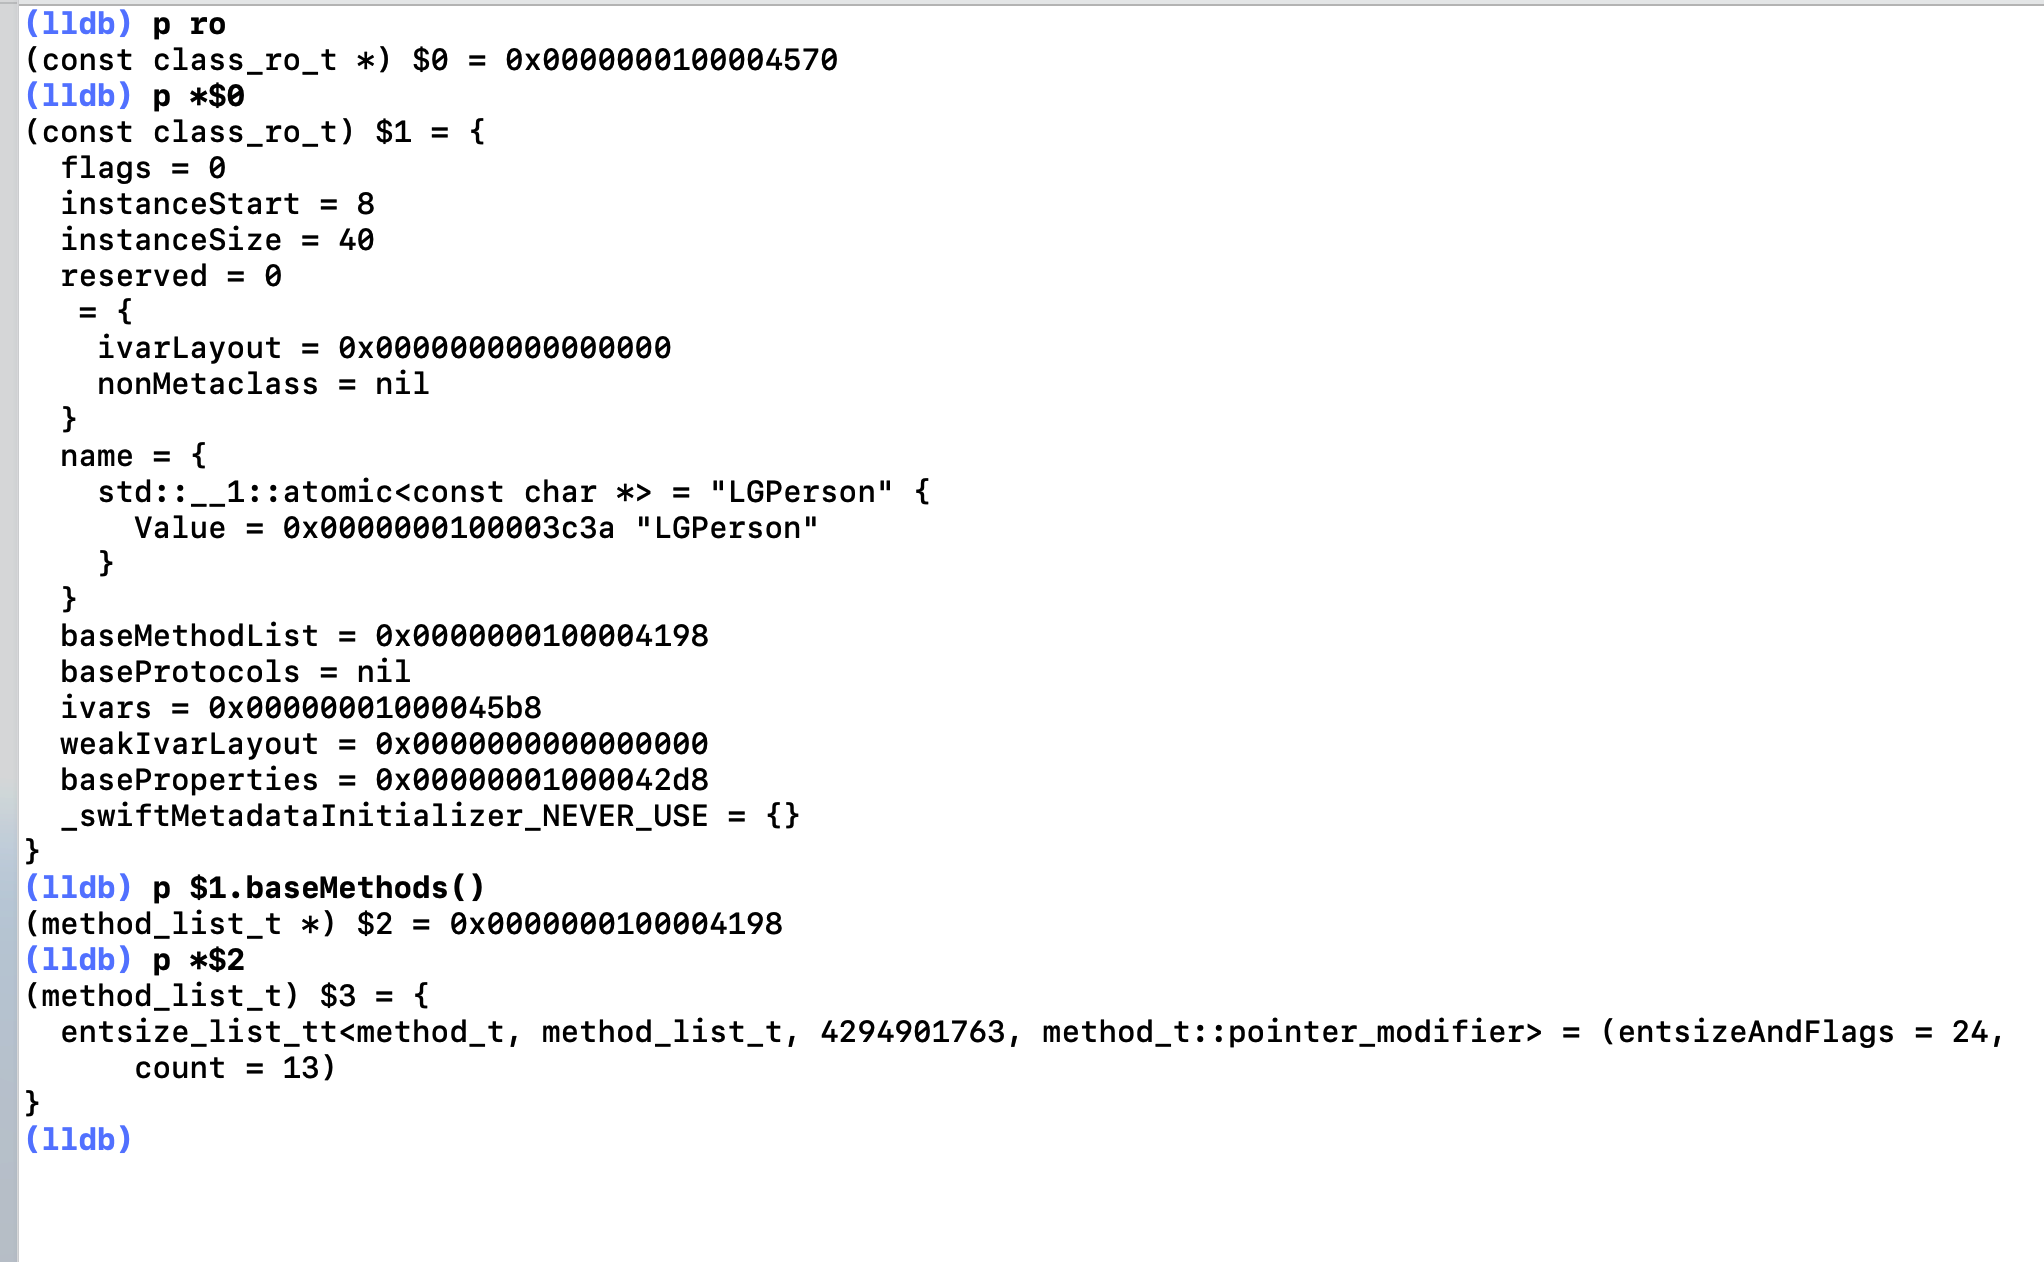 (lldb) p ro
(const class_ro_t *) $0 = 0x0000000100004570
(lldb) p *$0
(const class_ro_t) $1 = {
  flags = 0
  instanceStart = 8
  instanceSize = 40
  reserved = 0
   = {
    ivarLayout = 0x0000000000000000
    nonMetaclass = nil
  }
  name = {
    std::__1::atomic<const char *> = "LGPerson" {
      Value = 0x0000000100003c3a "LGPerson"
    }
  }
  baseMethodList = 0x0000000100004198
  baseProtocols = nil
  ivars = 0x00000001000045b8
  weakIvarLayout = 0x0000000000000000
  baseProperties = 0x00000001000042d8
  _swiftMetadataInitializer_NEVER_USE = {}
}
(lldb) p $1.baseMethods()
(method_list_t *) $2 = 0x0000000100004198
(lldb) p *$2
(method_list_t) $3 = {
  entsize_list_tt<method_t, method_list_t, 4294901763, method_t::pointer_modifier> = (entsizeAndFlags = 24,
      count = 13)
}
(lldb)